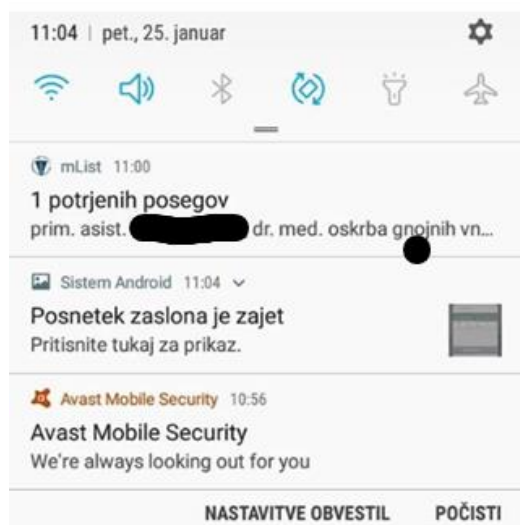 11:04 | pet., 25. januar
mList 11:00
1 potrjenih posegov
prim. asist. dr. med. oskrba gnojnih vn...
Sistem Android 11:04
Posnetek zaslona je zajet
Pritisnite tukaj za prikaz.
Avast Mobile Security 10:56
Avast Mobile Security
We're always looking out for you
NASTAVITVE OBVESTIL POČISTI